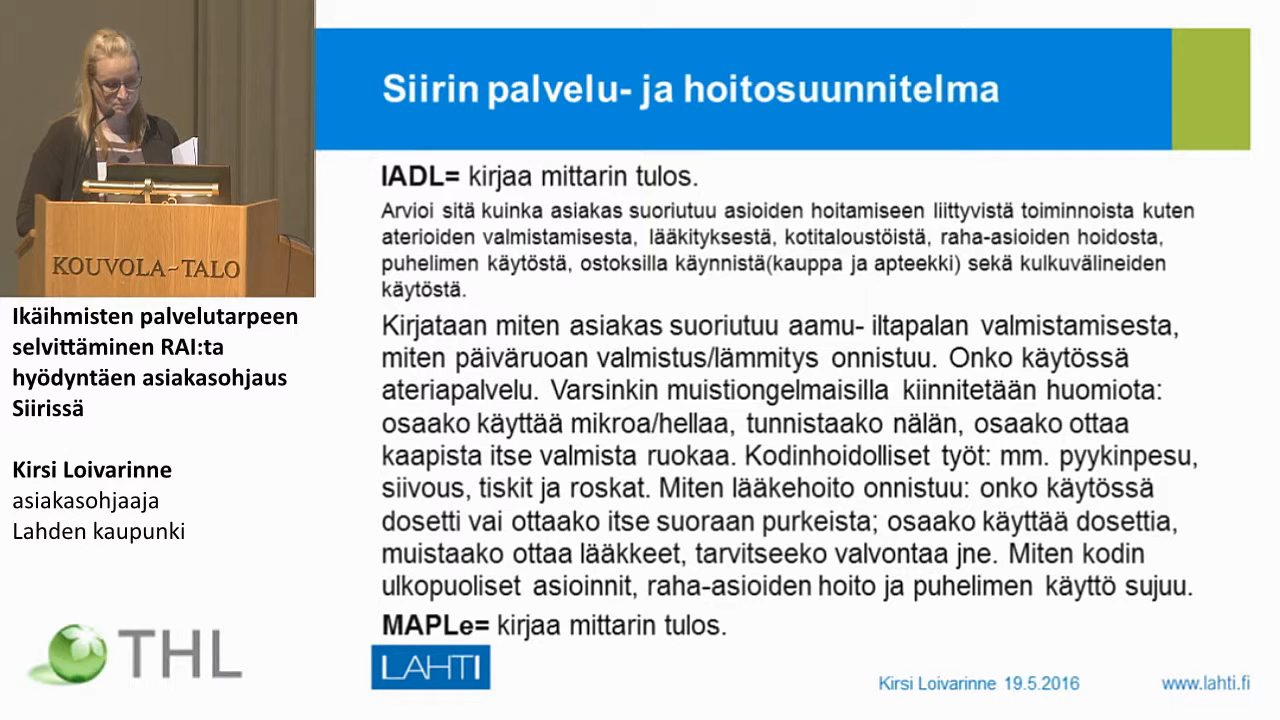 KOUVOLA-TALO
Ikäihmisten palvelutarpeen
selvittäminen RAI:ta
hyödyntäen asiakasohjaus
Siirissä
Kirsi Loivarinne
asiakasohjaaja
Lahden kaupunki
THL
Siirin palvelu- ja hoitosuunnitelma
IADL= kirjaa mittarin tulos.
Arvioi sitä kuinka asiakas suoriutuu asioiden hoitamiseen liittyvistä toiminnoista kuten
aterioiden valmistamisesta, lääkityksestä, kotitaloustöistä, raha-asioiden hoidosta,
puhelimen käytöstä, ostoksilla käynnistä(kauppa ja apteekki) sekä kulkuvälineiden
käytöstä.
Kirjataan miten asiakas suoriutuu aamu- iltapalan valmistamisesta,
miten päiväruoan valmistus/lämmitys onnistuu. Onko käytössä
ateriapalvelu. Varsinkin muistiongelmaisilla kiinnitetään huomiota:
osaako käyttää mikroa/hellaa, tunnistaako nälän, osaako ottaa
kaapista itse valmista ruokaa. Kodinhoidolliset työt: mm. pyykinpesu,
siivous, tiskit ja roskat. Miten lääkehoito onnistuu: onko käytössä
dosetti vai ottaako itse suoraan purkeista; osaako käyttää dosettia,
muistaako ottaa lääkkeet, tarvitseeko valvontaa jne. Miten kodin
ulkopuoliset asioinnit, raha-asioiden hoito ja puhelimen käyttö sujuu.
MAPLe= kirjaa mittarin tulos.
LAHTI
Kirsi Loivarinne 19.5.2016
www.lahti.fi